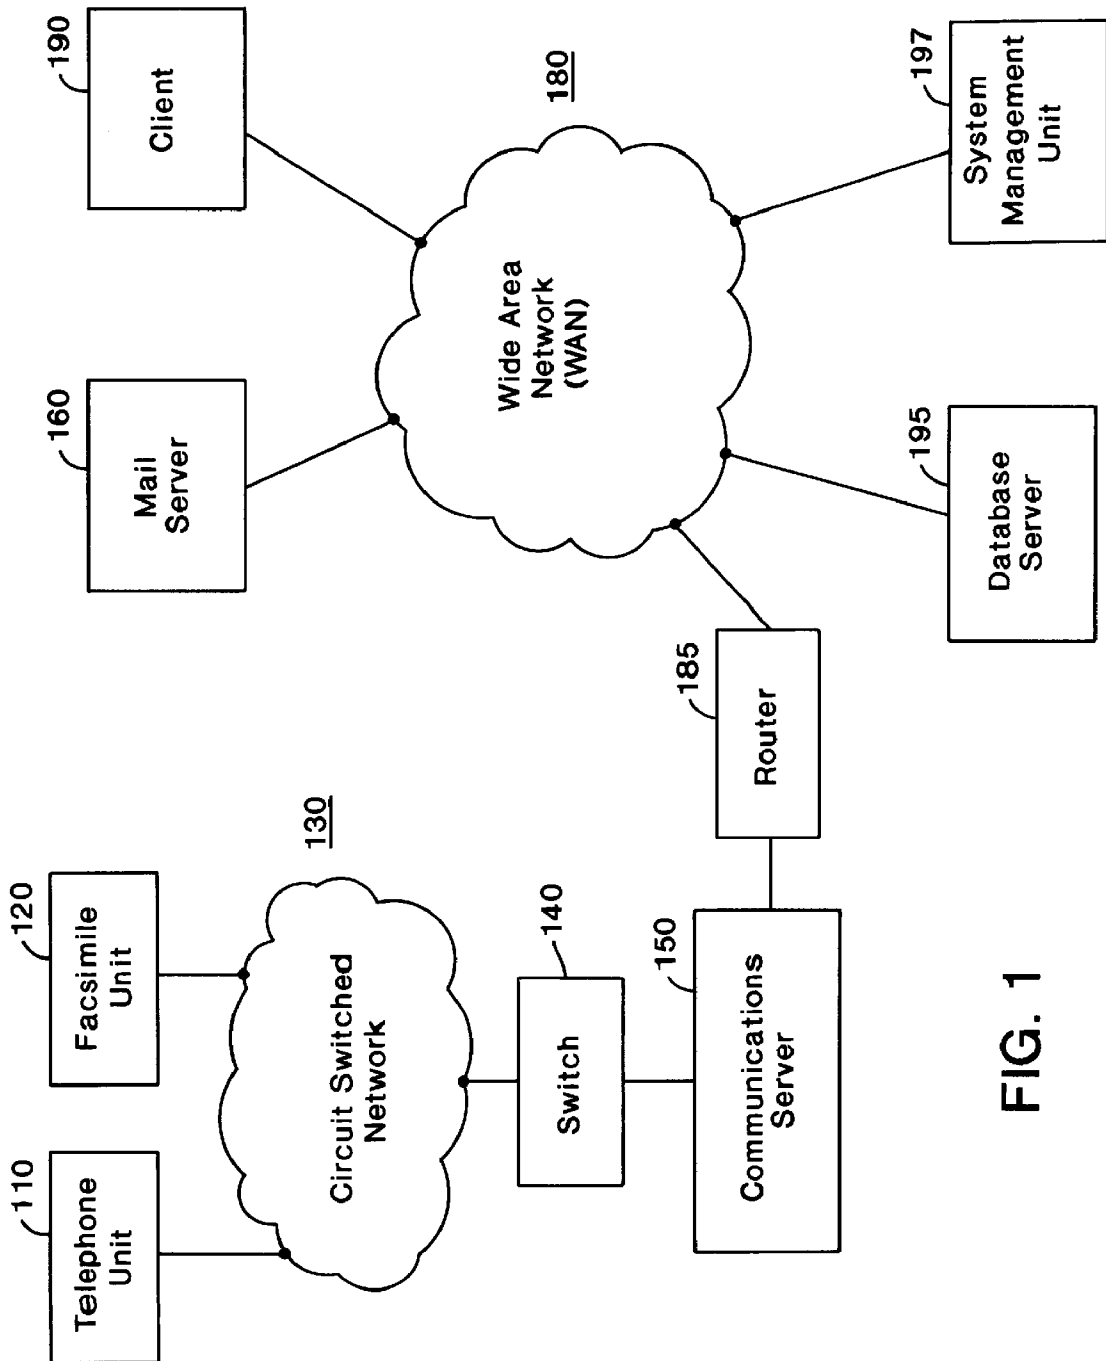 110
Telephone
Unit
120
Facsimile
Unit
130
Circuit Switched
Network
140
Switch
150
Communications
Server
185
Router
160
Mail
Server
190
Client
180
Wide Area
Network
(WAN)
195
Database
Server
197
System
Management
Unit
FIG. 1